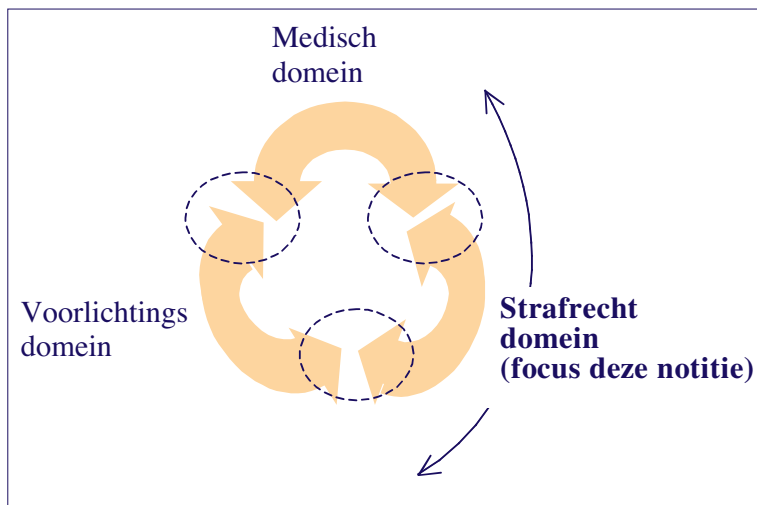 Medisch
domein
Voorlichtings
domein
Strafrecht
domein
(focus deze notitie)